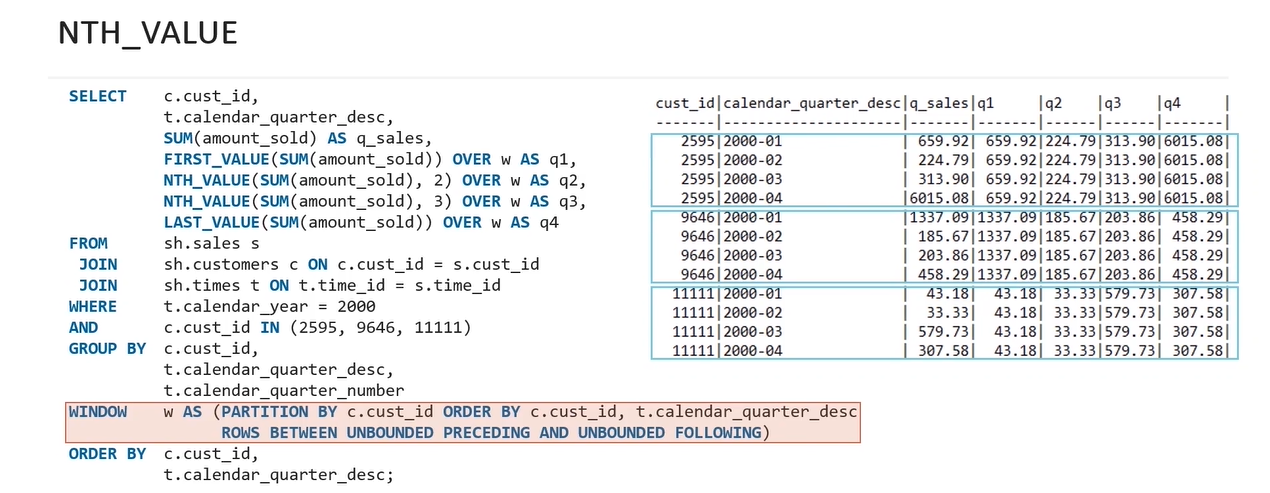 NTH_VALUE
SELECT c.cust_id,
t.calendar_quarter_desc,
SUM(amount_sold) AS q_sales,
FIRST_VALUE(SUM(amount_sold)) OVER w AS q1,
NTH_VALUE(SUM(amount_sold), 2) OVER w AS q2,
NTH_VALUE(SUM(amount_sold), 3) OVER w AS q3,
LAST_VALUE(SUM(amount_sold)) OVER w AS q4
FROM sh.sales s
JOIN sh.customers c ON c.cust_id = s.cust_id
JOIN sh.times t ON t.time_id = s.time_id
WHERE t.calendar_year = 2000
AND c.cust_id IN (2595, 9646, 11111)
GROUP BY c.cust_id,
t.calendar_quarter_desc,
t.calendar_quarter_number
WINDOW w AS (PARTITION BY c.cust_id ORDER BY c.cust_id, t.calendar_quarter_desc
ROWS BETWEEN UNBOUNDED PRECEDING AND UNBOUNDED FOLLOWING)
ORDER BY c.cust_id,
t.calendar_quarter_desc;
cust_id|calendar_quarter_desc|q_sales|q1     |q2    |q3    |q4     |
-------|---------------------|-------|-------|------|------|-------|
2595|2000-01              | 659.92| 659.92|224.79|313.90|6015.08|
2595|2000-02              | 224.79| 659.92|224.79|313.90|6015.08|
2595|2000-03              | 313.90| 659.92|224.79|313.90|6015.08|
2595|2000-04              |6015.08| 659.92|224.79|313.90|6015.08|
9646|2000-01              |1337.09|1337.09|185.67|203.86| 458.29|
9646|2000-02              | 185.67|1337.09|185.67|203.86| 458.29|
9646|2000-03              | 203.86|1337.09|185.67|203.86| 458.29|
9646|2000-04              | 458.29|1337.09|185.67|203.86| 458.29|
11111|2000-01              |  43.18|  43.18| 33.33|579.73| 307.58|
11111|2000-02              |  33.33|  43.18| 33.33|579.73| 307.58|
11111|2000-03              | 579.73|  43.18| 33.33|579.73| 307.58|
11111|2000-04              | 307.58|  43.18| 33.33|579.73| 307.58|